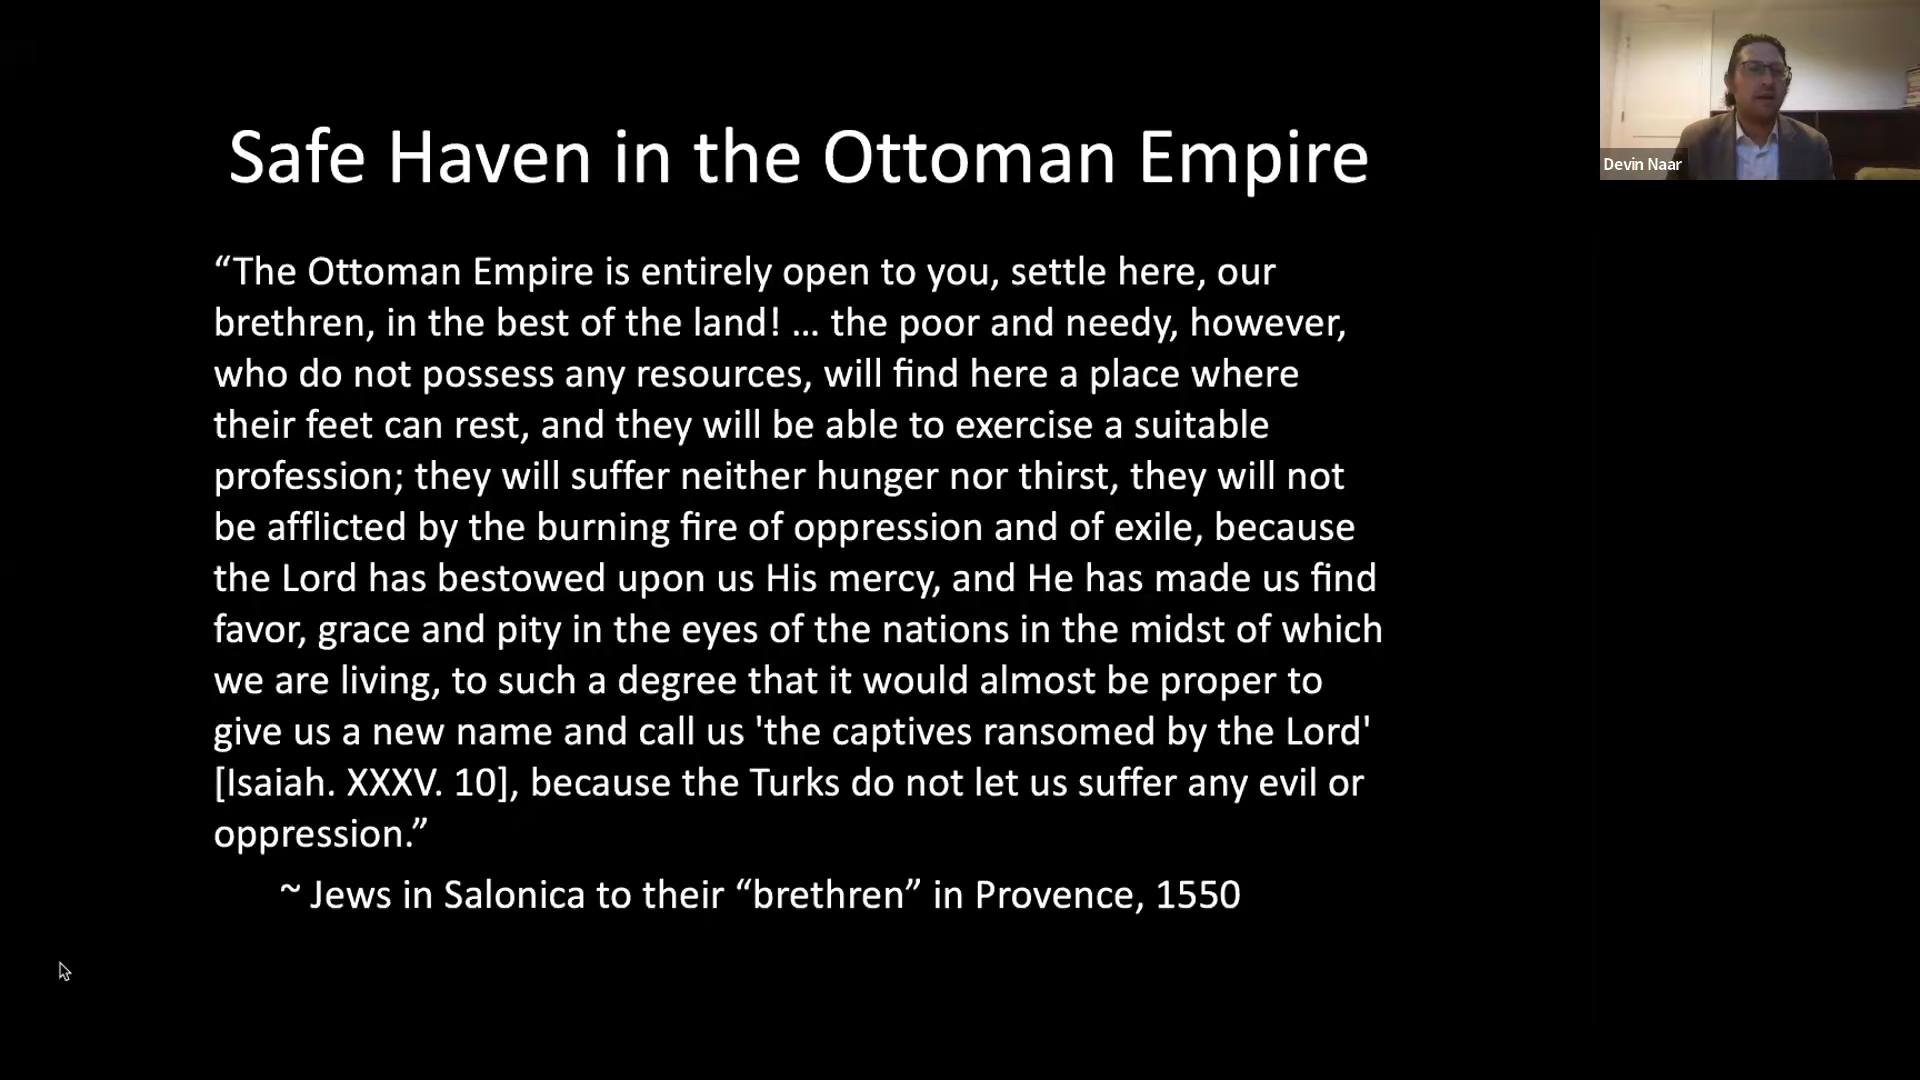 Safe Haven in the Ottoman Empire
“The Ottoman Empire is entirely open to you, settle here, our
brethren, in the best of the land! ... the poor and needy, however,
who do not possess any resources, will find here a place where
their feet can rest, and they will be able to exercise a suitable
profession; they will suffer neither hunger nor thirst, they will not
be afflicted by the burning fire of oppression and of exile, because
the Lord has bestowed upon us His mercy, and He has made us find
favor, grace and pity in the eyes of the nations in the midst of which
we are living, to such a degree that it would almost be proper to
give us a new name and call us 'the captives ransomed by the Lord'
[Isaiah. XXXV. 10], because the Turks do not let us suffer any evil or
oppression.”
~ Jews in Salonica to their “brethren” in Provence, 1550
Devin Naar